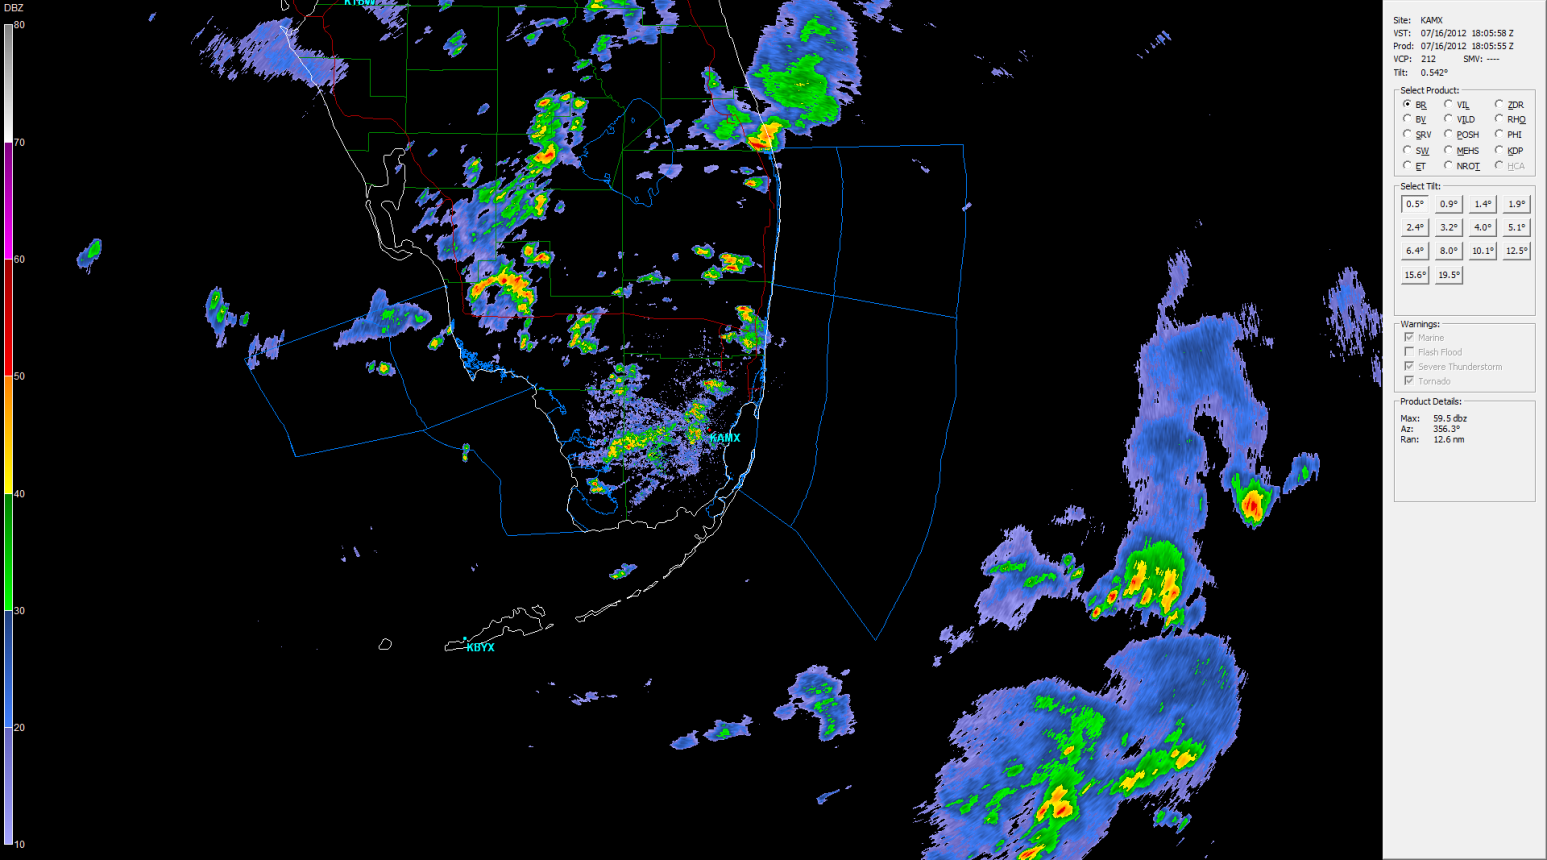 DBZ
80
70
60
50
40
30
20
10
KTBW
KAMX
KBYX
Site: KAMX
VST: 07/16/2012 18:05:58 Z
Prod: 07/16/2012 18:05:55 Z
VCP: 212 SMV: ----
Tilt: 0.542°
Select Product:
BR VIL ZDR
BV VILD RHO
SRV POSH PHI
SW MEHS KDP
ET NROT HCA
Select Tilt:
0.5° 0.9° 1.4° 1.9°
2.4° 3.2° 4.0° 5.1°
6.4° 8.0° 10.1° 12.5°
15.6° 19.5°
Warnings:
Marine
Flash Flood
Severe Thunderstorm
Tornado
Product Details:
Max: 59.5 dbz
Az: 356.3°
Ran: 12.6 nm